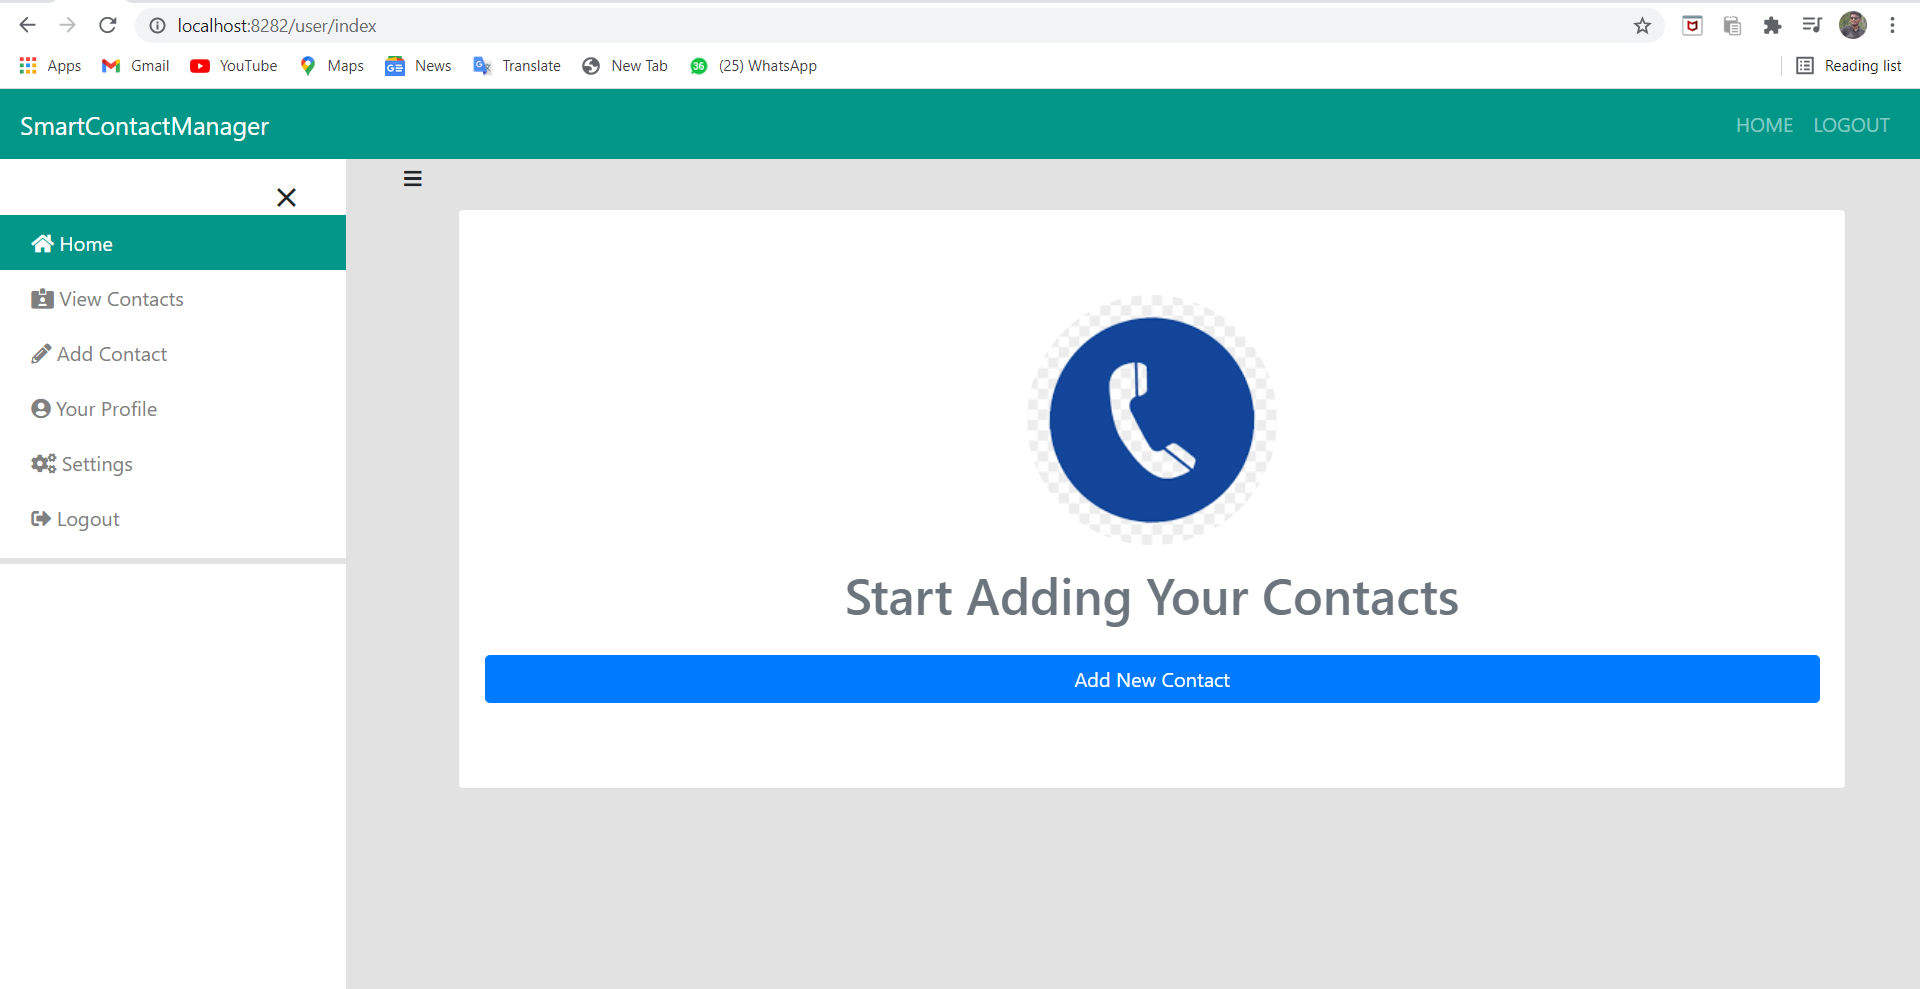 localhost:8282/user/index
Apps Gmail YouTube Maps News Translate New Tab 36 (25) WhatsApp Reading list
SmartContactManager HOME LOGOUT
Home
View Contacts
Add Contact
Your Profile
Settings
Logout
Start Adding Your Contacts
Add New Contact